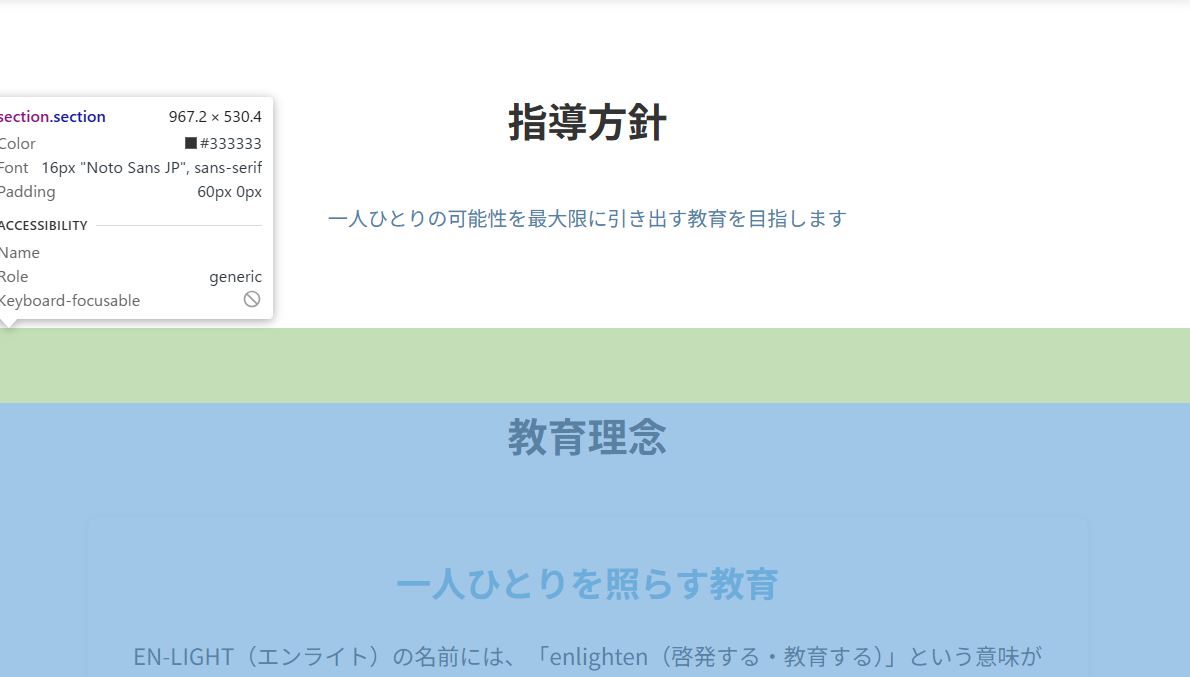 指導方針
section.section 967.2 × 530.4
Color #333333
Font 16px "Noto Sans JP", sans-serif
Padding 60px 0px
一人ひとりの可能性を最大限に引き出す教育を目指します
ACCESSIBILITY
Name
Role generic
Keyboard-focusable
教育理念
一人ひとりを照らす教育
EN-LIGHT（エンライト）の名前には、「enlighten（啓発する・教育する）」という意味が